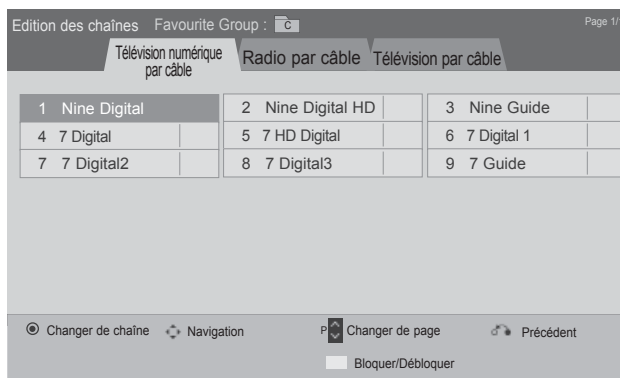 Edition des chaînes Favourite Group : C Page 1/
Télévision numérique par câble
Radio par câble
Télévision par câble
1 Nine Digital 2 Nine Digital HD 3 Nine Guide
4 7 Digital 5 7 HD Digital 6 7 Digital 1
7 7 Digital2 8 7 Digital3 9 7 Guide
Changer de chaîne Navigation P Changer de page Précédent
Bloquer/Débloquer